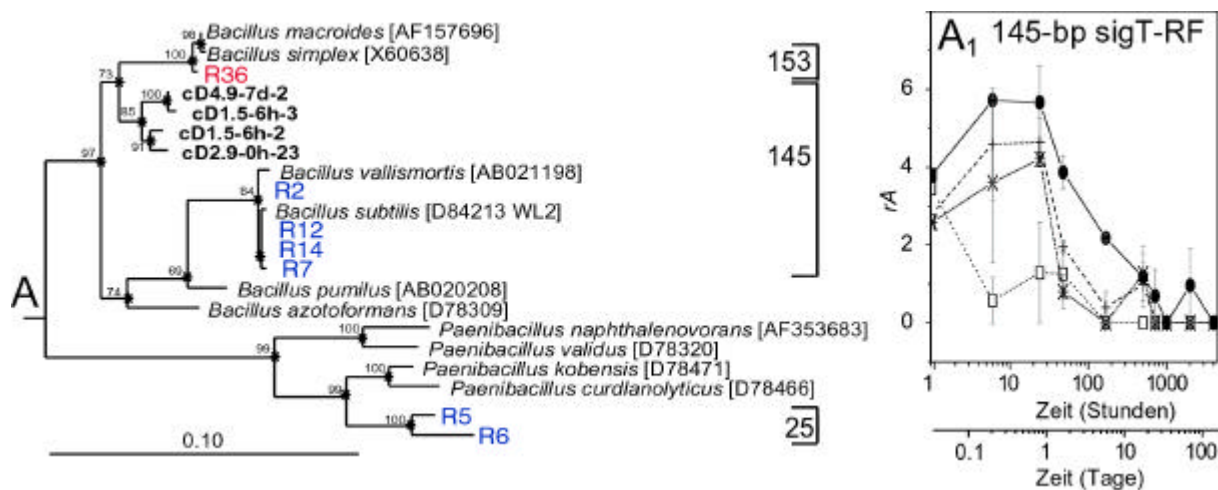 98
Bacillus macroides [AF157696]
100
Bacillus simplex [X60638]
R36
153
73
100
cD4.9-7d-2
85
cD1.5-6h-3
cD1.5-6h-2
91
cD2.9-0h-23
145
97
Bacillus vallismortis [AB021198]
84
R2
Bacillus subtilis [D84213 WL2]
R12
R14
R7
69
Bacillus pumilus [AB020208]
74
Bacillus azotoformans [D78309]
A
100
Paenibacillus naphthalenovorans [AF353683]
99
Paenibacillus validus [D78320]
100
Paenibacillus kobensis [D78471]
99
Paenibacillus curdlanolyticus [D78466]
100
R5
R6
25
0.10
A1 145-bp sigT-RF
6
4
2
0
rA
1 10 100 1000
Zeit (Stunden)
0.1 1 10 100
Zeit (Tage)